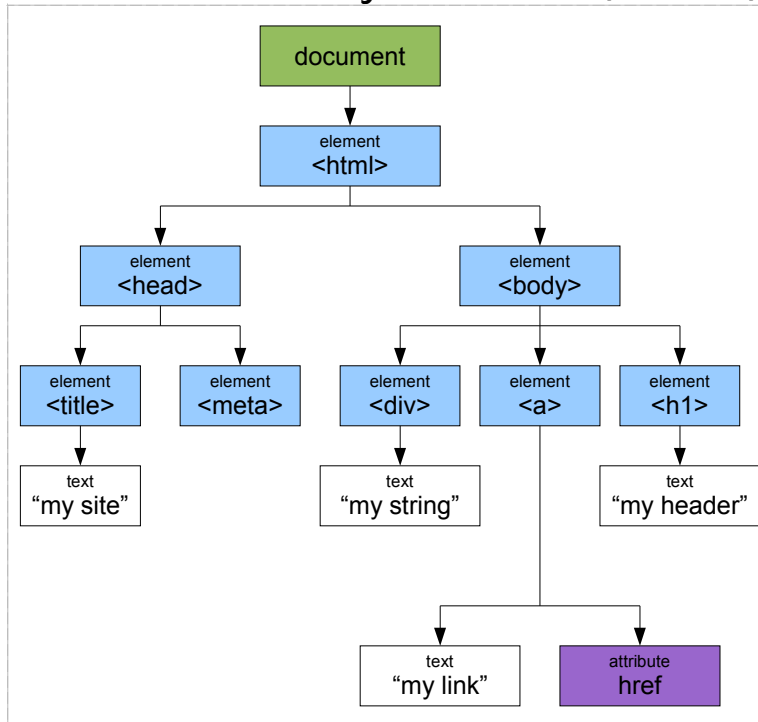 document
element
<html>
element
<head>
element
<body>
element
<title>
element
<meta>
element
<div>
element
<a>
element
<h1>
text
“my site”
text
“my string”
text
“my header”
text
“my link”
attribute
href